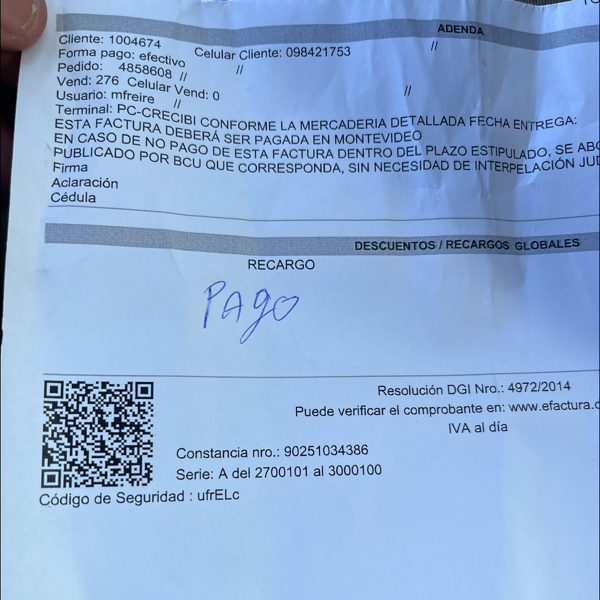 ADENDA
Cliente: 1004674
Forma pago: efectivo Celular Cliente: 098421753 //
Pedido: 4858608 // //
Vend: 276 Celular Vend: 0 //
Usuario: mfreire //
Terminal: PC-CRECIBI CONFORME LA MERCADERIA DETALLADA FECHA ENTREGA:
ESTA FACTURA DEBERÁ SER PAGADA EN MONTEVIDEO
EN CASO DE NO PAGO DE ESTA FACTURA DENTRO DEL PLAZO ESTIPULADO, SE ABO
PUBLICADO POR BCU QUE CORRESPONDA, SIN NECESIDAD DE INTERPELACIÓN JUD
Firma
Aclaración
Cédula
DESCUENTOS / RECARGOS GLOBALES
RECARGO
PAgO
Resolución DGI Nro.: 4972/2014
Puede verificar el comprobante en: www.efactura.d
IVA al día
Constancia nro.: 90251034386
Serie: A del 2700101 al 3000100
Código de Seguridad : ufrELc